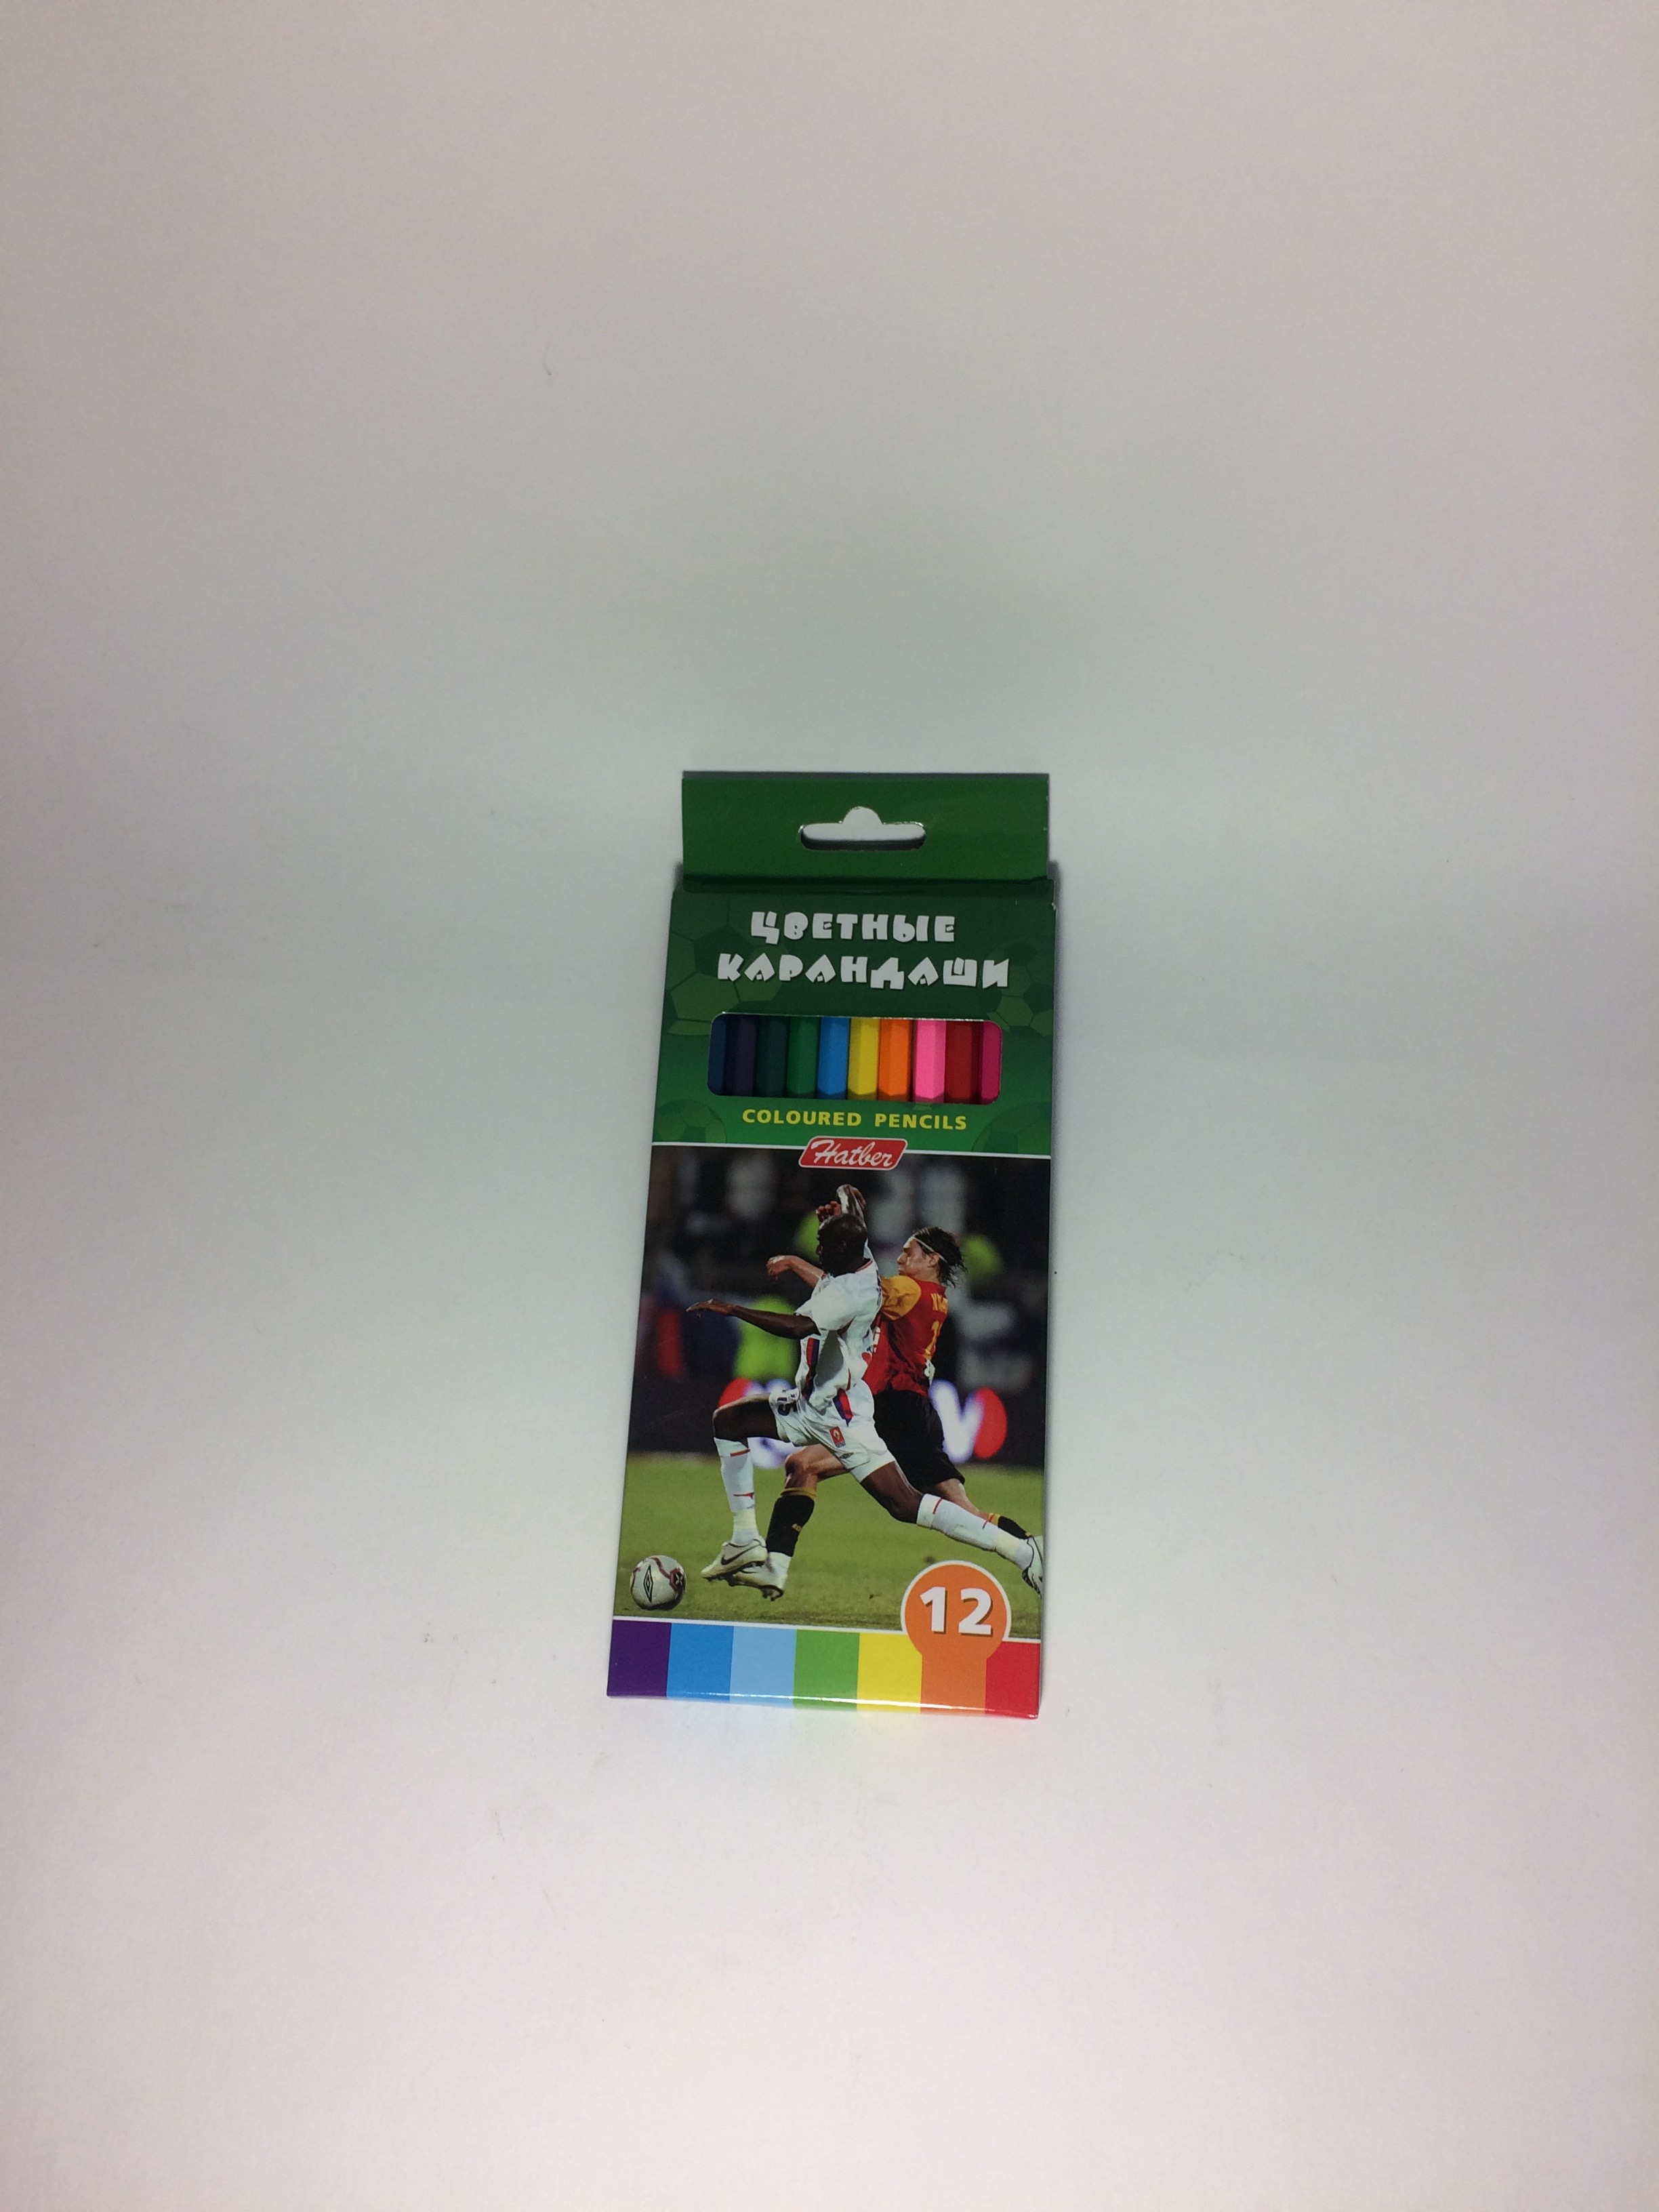 ЦВЕТНЫЕ
КАРАНДАШИ
COLOURED PENCILS
Hatber
12